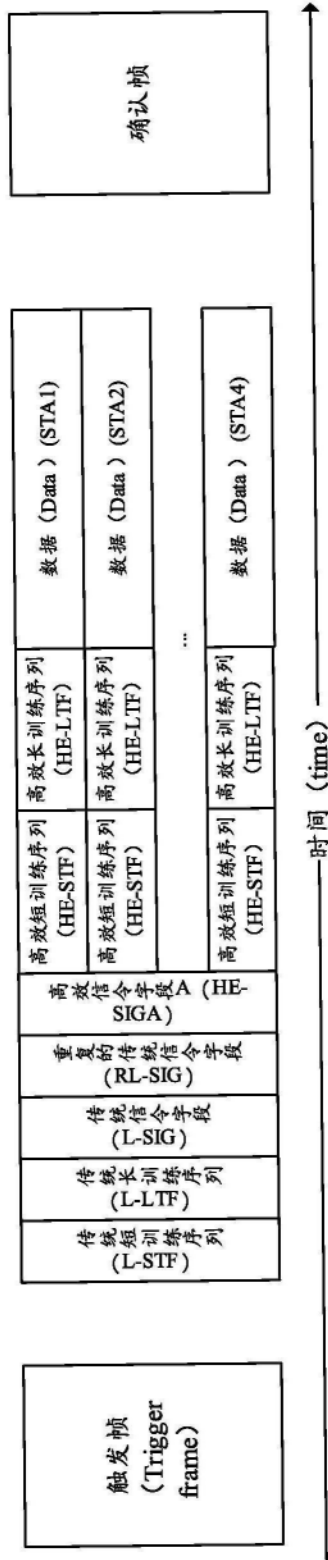 触发帧
(Trigger
frame)
传统短训练序列
(L-STF)
传统长训练序列
(L-LTF)
传统信令字段
(L-SIG)
重复的传统信令字段
(RL-SIG)
高效信令字段A (HE-
SIGA)
高效短训练序列
(HE-STF)
高效长训练序列
(HE-LTF)
数据 (Data) (STA1)
高效短训练序列
(HE-STF)
高效长训练序列
(HE-LTF)
数据 (Data) (STA2)
...
高效短训练序列
(HE-STF)
高效长训练序列
(HE-LTF)
数据 (Data) (STA4)
确认帧
时间 (time)